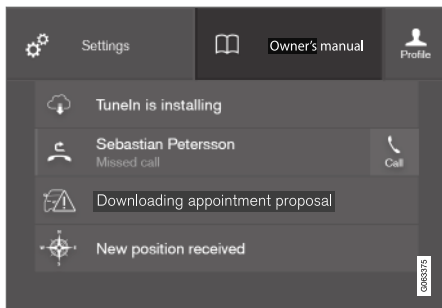 Settings
Owner's manual
Profile
TuneIn is installing
Sebastian Petersson
Missed call
Call
Downloading appointment proposal
New position received
G063375